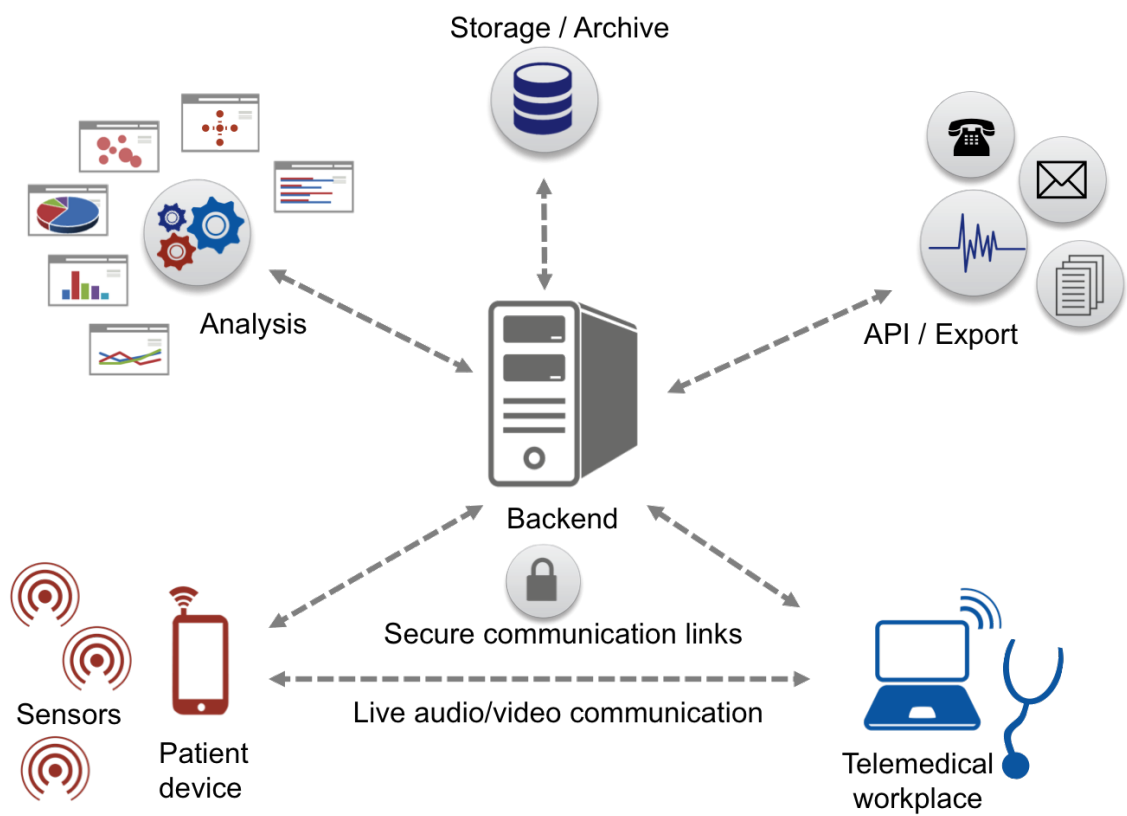 Storage / Archive
Analysis
API / Export
Backend
Secure communication links
Live audio/video communication
Sensors
Patient
device
Telemedical
workplace